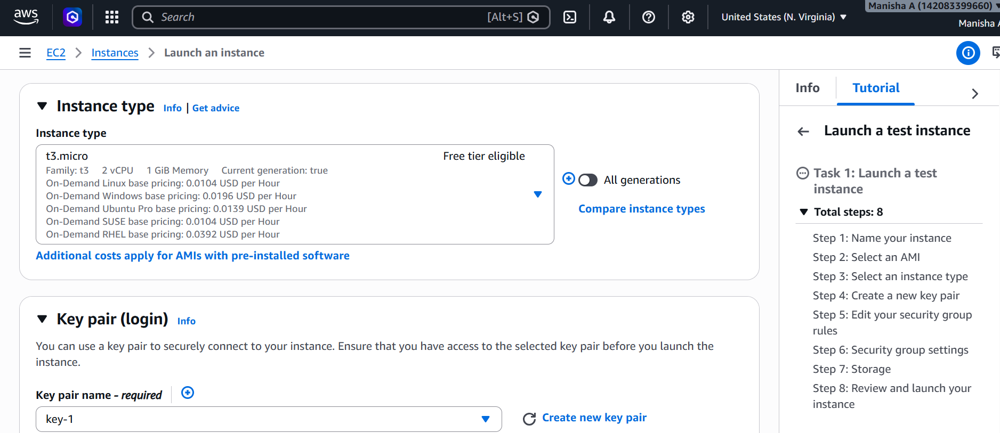 aws
Search [Alt+S]
United States (N. Virginia)
Manisha A (142083399660)
Manisha A
EC2 Instances Launch an instance
Instance type Info | Get advice
Instance type
t3.micro Free tier eligible
Family: t3 2 vCPU 1 GiB Memory Current generation: true
On-Demand Linux base pricing: 0.0104 USD per Hour
On-Demand Windows base pricing: 0.0196 USD per Hour
On-Demand Ubuntu Pro base pricing: 0.0139 USD per Hour
On-Demand SUSE base pricing: 0.0104 USD per Hour
On-Demand RHEL base pricing: 0.0392 USD per Hour
All generations
Compare instance types
Additional costs apply for AMIs with pre-installed software
Key pair (login) Info
You can use a key pair to securely connect to your instance. Ensure that you have access to the selected key pair before you launch the
instance.
Key pair name - required
key-1
Create new key pair
Info Tutorial
Launch a test instance
Task 1: Launch a test
instance
Total steps: 8
Step 1: Name your instance
Step 2: Select an AMI
Step 3: Select an instance type
Step 4: Create a new key pair
Step 5: Edit your security group
rules
Step 6: Security group settings
Step 7: Storage
Step 8: Review and launch your
instance